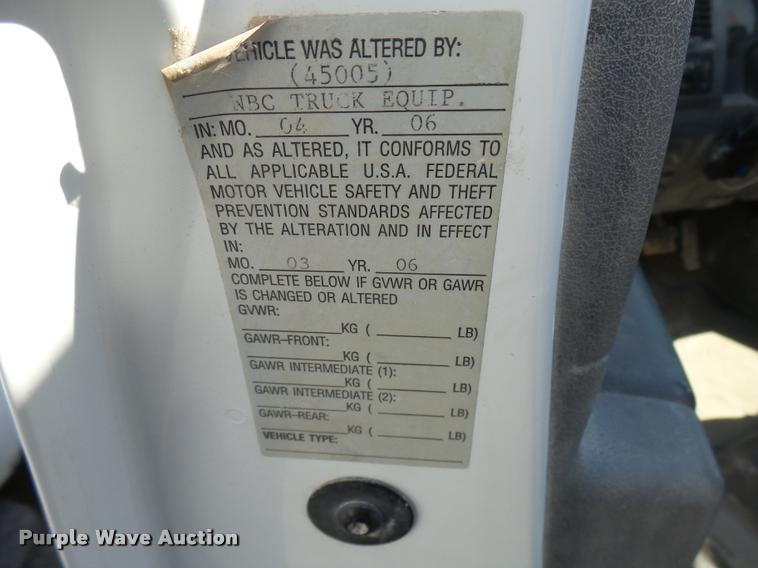 VEHICLE WAS ALTERED BY:
(45005)
NBC TRUCK EQUIP.
IN: MO. 04 YR. 06
AND AS ALTERED, IT CONFORMS TO
ALL APPLICABLE U.S.A. FEDERAL
MOTOR VEHICLE SAFETY AND THEFT
PREVENTION STANDARDS AFFECTED
BY THE ALTERATION AND IN EFFECT
IN:
MO. 03 YR. 06
COMPLETE BELOW IF GVWR OR GAWR
IS CHANGED OR ALTERED
GVWR:
KG ( LB)
GAWR–FRONT:
KG ( LB)
GAWR INTERMEDIATE (1):
KG ( LB)
GAWR INTERMEDIATE (2):
KG ( LB)
GAWR–REAR:
KG ( LB)
VEHICLE TYPE:
Purple Wave Auction